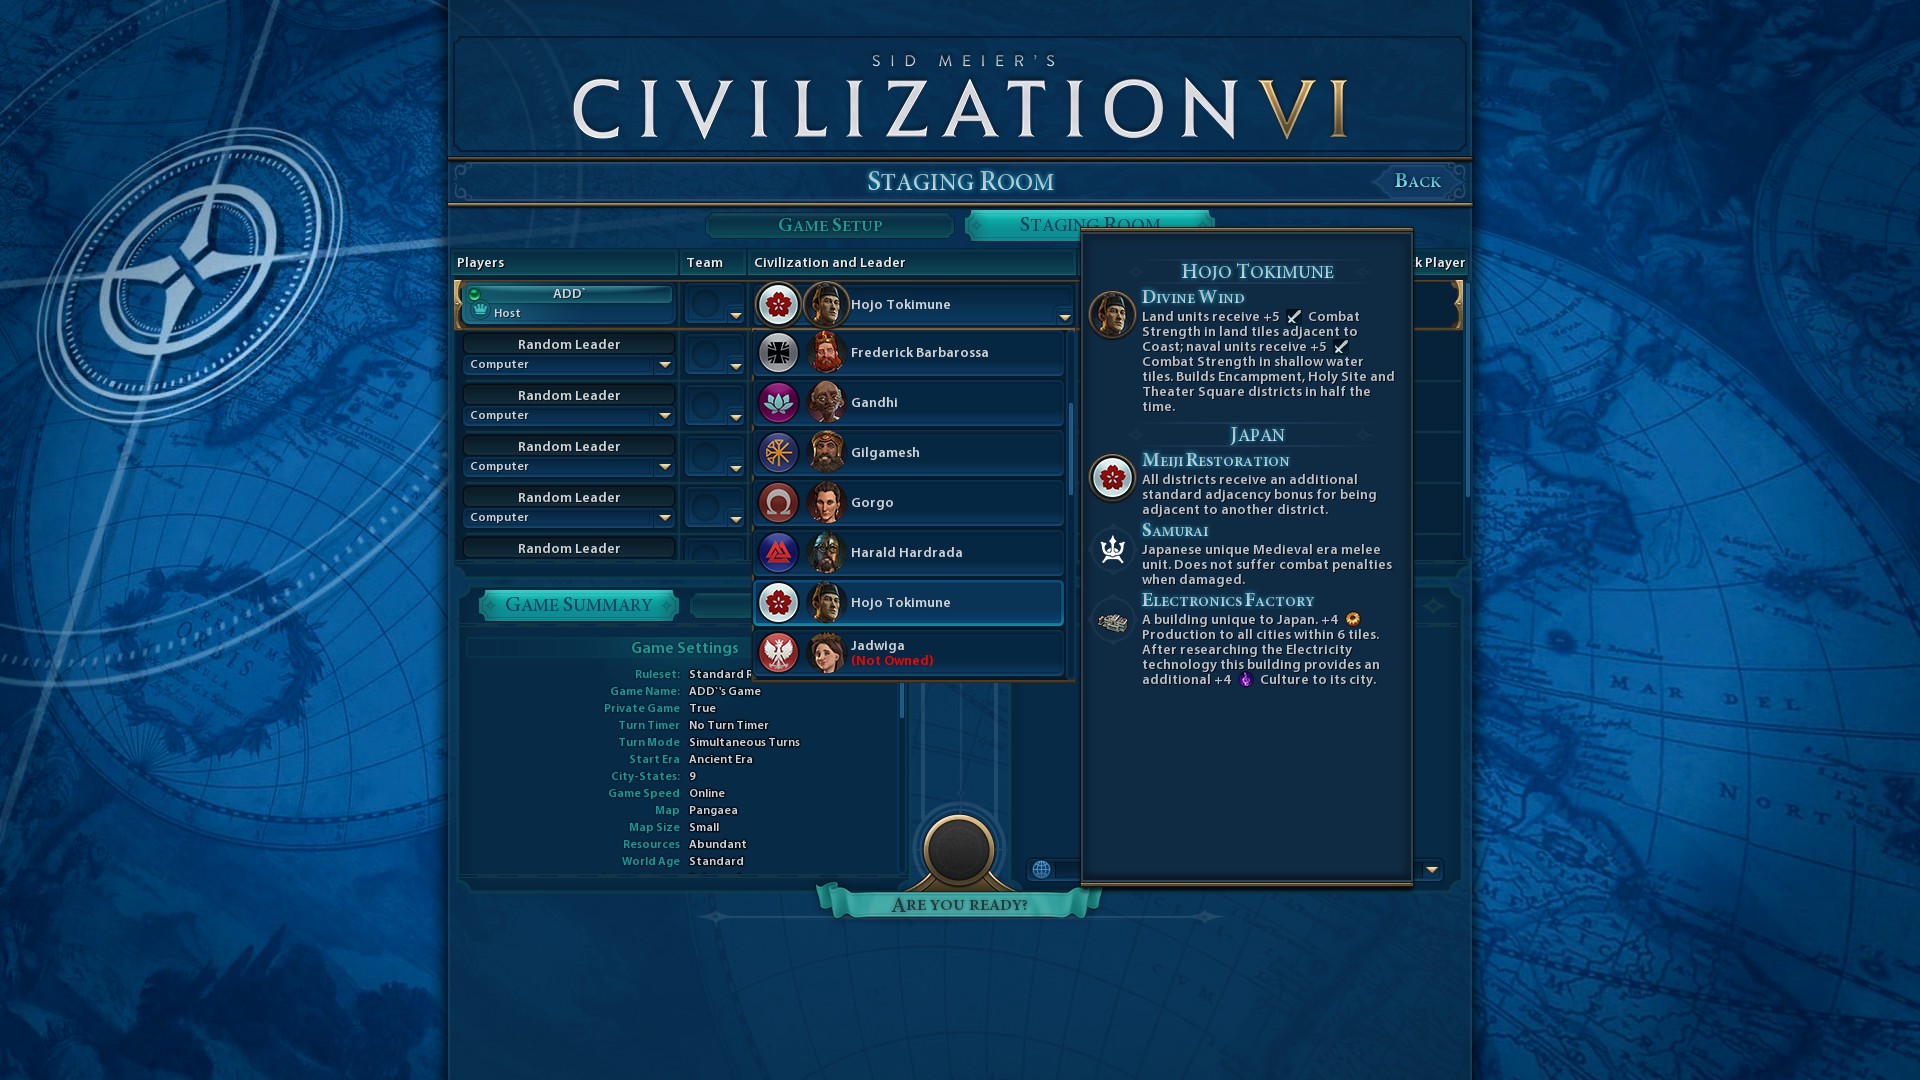 SID MEIER'S
CIVILIZATION VI
STAGING ROOM
BACK
GAME SETUP
STAGING ROOM
Players
Team
Civilization and Leader
k Player
ADD`
Host
Hojo Tokimune
Random Leader
Computer
Random Leader
Computer
Random Leader
Computer
Random Leader
Computer
Random Leader
Frederick Barbarossa
Gandhi
Gilgamesh
Gorgo
Harald Hardrada
Hojo Tokimune
Jadwiga
(Not Owned)
HOJO TOKIMUNE
DIVINE WIND
Land units receive +5 Combat
Strength in land tiles adjacent to
Coast; naval units receive +5
Combat Strength in shallow water
tiles. Builds Encampment, Holy Site and
Theater Square districts in half the
time.
JAPAN
MEIJI RESTORATION
All districts receive an additional
standard adjacency bonus for being
adjacent to another district.
SAMURAI
Japanese unique Medieval era melee
unit. Does not suffer combat penalties
when damaged.
ELECTRONICS FACTORY
A building unique to Japan. +4
Production to all cities within 6 tiles.
After researching the Electricity
technology this building provides an
additional +4 Culture to its city.
GAME SUMMARY
Game Settings
Ruleset: Standard R
Game Name: ADD`'s Game
Private Game True
Turn Timer No Turn Timer
Turn Mode Simultaneous Turns
Start Era Ancient Era
City-States: 9
Game Speed Online
Map Pangaea
Map Size Small
Resources Abundant
World Age Standard
ARE YOU READY?
MAR DEL
NORT